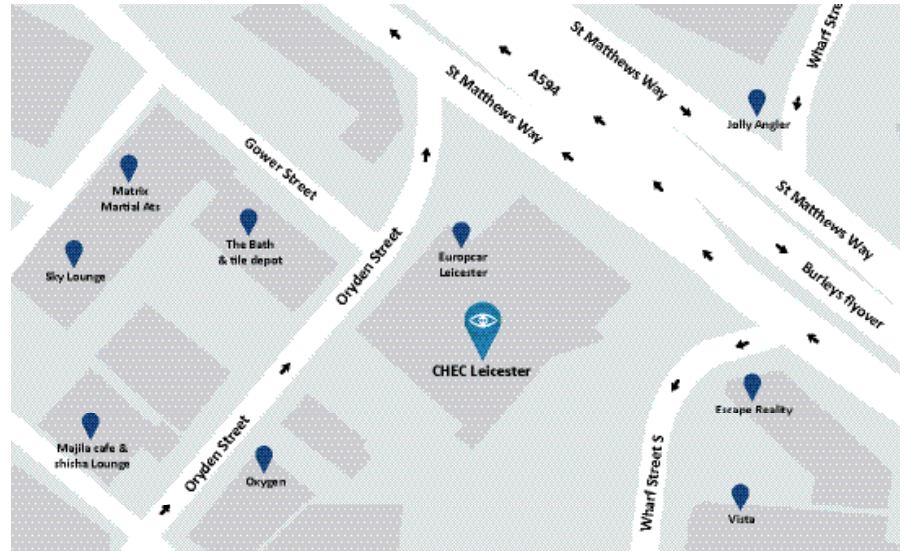 St Matthews Way
Wharf Stre
A594
St Matthews Way
Jolly Angler
Gower Street
Matrix
Martial Ats
St Matthews Way
The Bath
& tile depot
Oryden Street
Europcar
Leicester
Sky Lounge
Burleys flyover
CHEC Leicester
Escape Reality
Majila cafe &
shisha Lounge
Oryden Street
Oxygen
Wharf Street S
Vista